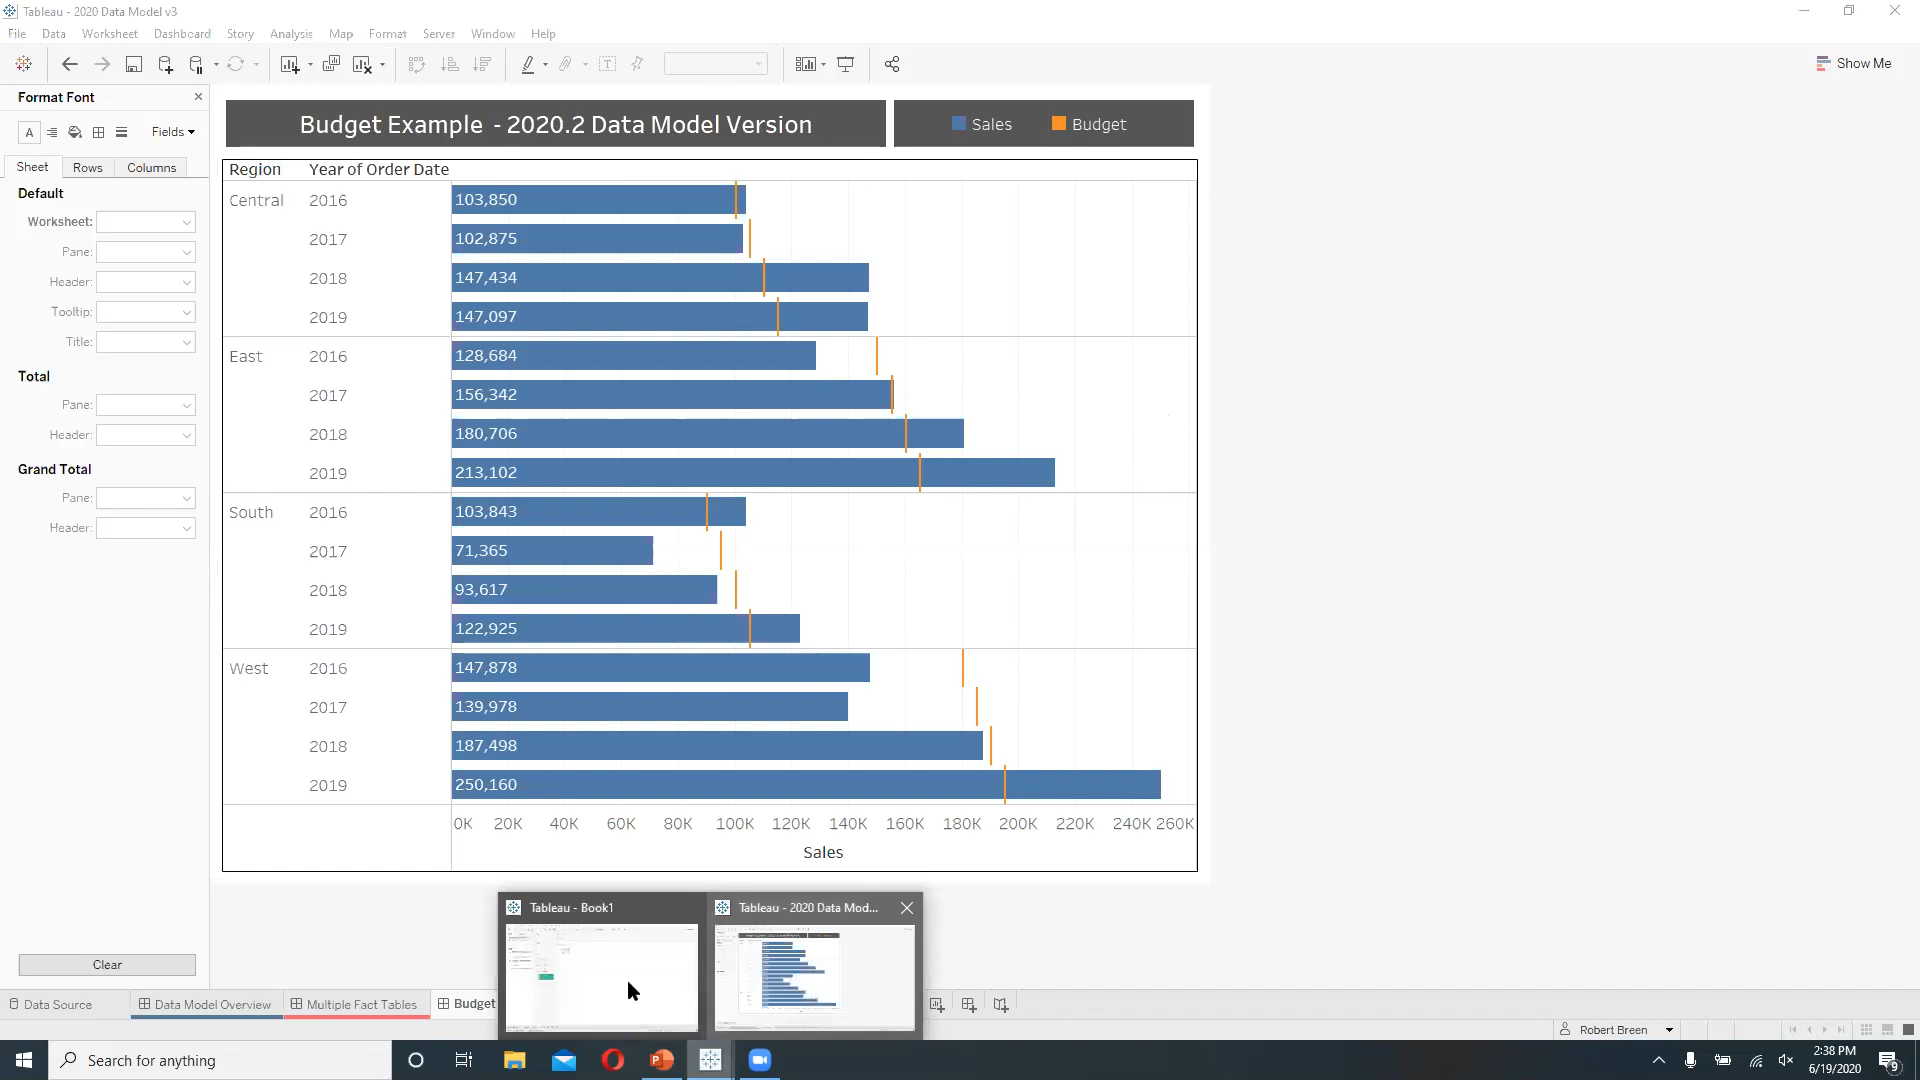 Tableau - 2020 Data Model v3
File Data Worksheet Dashboard Story Analysis Map Format Server Window Help
Show Me
Format Font
A Fields
Sheet Rows Columns
Default
Worksheet:
Pane:
Header:
Tooltip:
Title:
Total
Pane:
Header:
Grand Total
Pane:
Header:
Clear
Budget Example - 2020.2 Data Model Version
Sales Budget
Region Year of Order Date
Central 2016 103,850
2017 102,875
2018 147,434
2019 147,097
East 2016 128,684
2017 156,342
2018 180,706
2019 213,102
South 2016 103,843
2017 71,365
2018 93,617
2019 122,925
West 2016 147,878
2017 139,978
2018 187,498
2019 250,160
0K 20K 40K 60K 80K 100K 120K 140K 160K 180K 200K 220K 240K 260K
Sales
Tableau - Book1
Tableau - 2020 Data Mod...
Data Source Data Model Overview Multiple Fact Tables Budget
Robert Breen
Search for anything
2:38 PM
6/19/2020
9